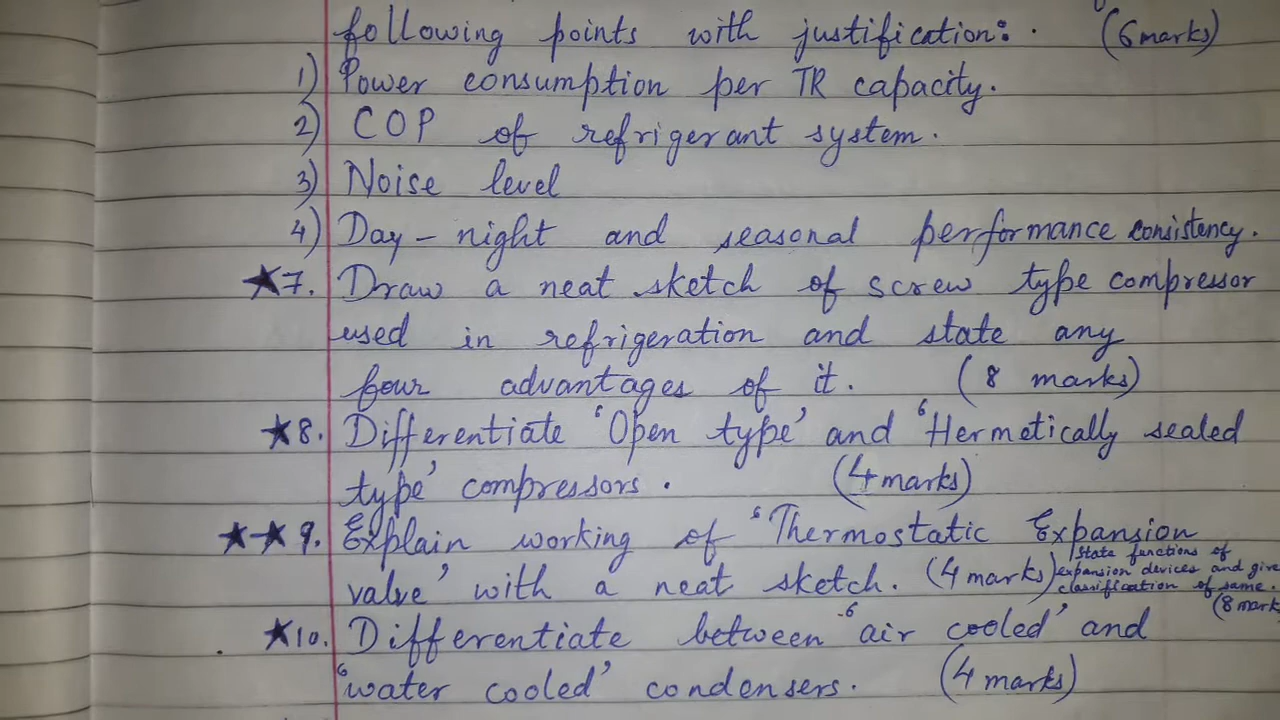 following points with justification: (6 marks)
1) Power consumption per TR capacity.
2) COP of refrigerant system.
3) Noise level
4) Day-night and seasonal performance consistency.
★7. Draw a neat sketch of screw type compressor
used in refrigeration and state any
four advantages of it. (8 marks)
★8. Differentiate 'Open type' and 'Hermetically sealed
type' compressors. (4 marks)
★★9. Explain working of 'Thermostatic Expansion
valve' with a neat sketch. (4 marks)
State functions of
expansion devices and give
classification of same.
(8 mark
★10. Differentiate between 'air cooled' and
'water cooled' condensers. (4 marks)